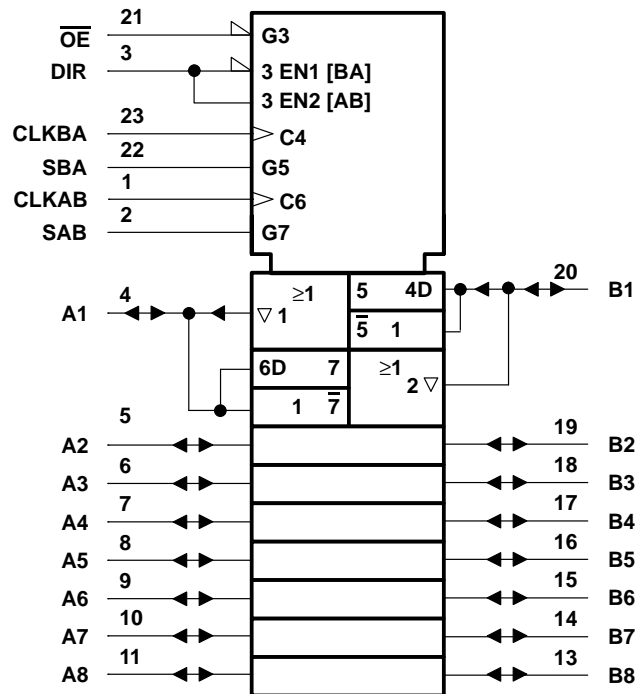 21
O̅E̅ G3
3
DIR 3 EN1 [BA]
3 EN2 [AB]
23
CLKBA C4
22
SBA G5
1
CLKAB C6
2
SAB G7
4 ≥1 5 4D 20
A1 ▽ 1 B1
5̅ 1
6D 7 ≥1
2 ▽
1 7̅
5 19
A2 B2
6 18
A3 B3
7 17
A4 B4
8 16
A5 B5
9 15
A6 B6
10 14
A7 B7
11 13
A8 B8